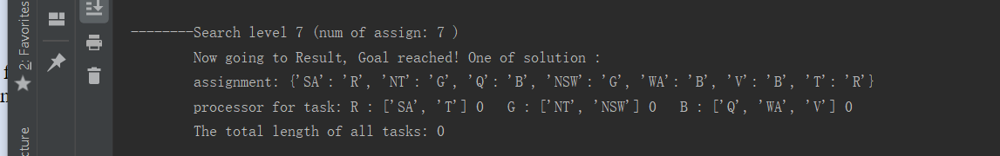 --------Search level 7 (num of assign: 7 )
Now going to Result, Goal reached! One of solution :
assignment: {'SA': 'R', 'NT': 'G', 'Q': 'B', 'NSW': 'G', 'WA': 'B', 'V': 'B', 'T': 'R'}
processor for task: R : ['SA', 'T'] 0   G : ['NT', 'NSW'] 0   B : ['Q', 'WA', 'V'] 0
The total length of all tasks: 0
2: Favorites